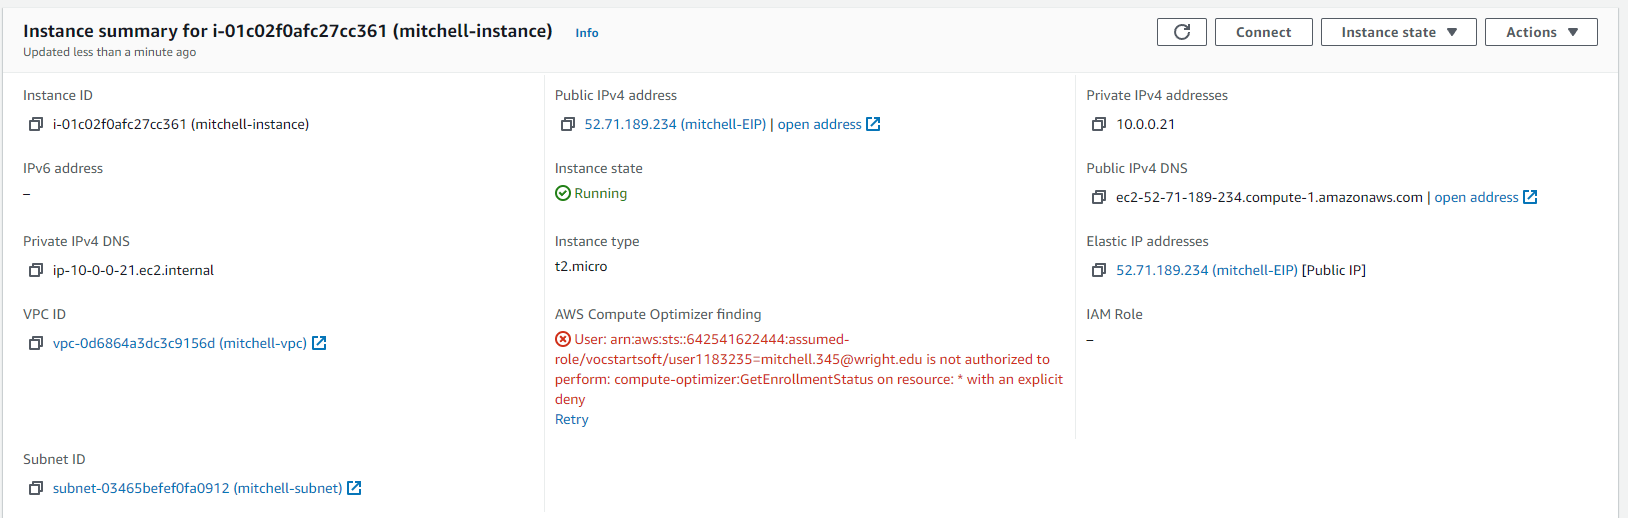 Instance summary for i-01c02f0afc27cc361 (mitchell-instance) Info
Updated less than a minute ago
Connect
Instance state
Actions
Instance ID
i-01c02f0afc27cc361 (mitchell-instance)
Public IPv4 address
52.71.189.234 (mitchell-EIP) | open address
Private IPv4 addresses
10.0.0.21
IPv6 address
–
Instance state
Running
Public IPv4 DNS
ec2-52-71-189-234.compute-1.amazonaws.com | open address
Private IPv4 DNS
ip-10-0-0-21.ec2.internal
Instance type
t2.micro
Elastic IP addresses
52.71.189.234 (mitchell-EIP) [Public IP]
VPC ID
vpc-0d6864a3dc3c9156d (mitchell-vpc)
AWS Compute Optimizer finding
User: arn:aws:sts::642541622444:assumed-
role/vocstartsoft/user1183235=mitchell.345@wright.edu is not authorized to
perform: compute-optimizer:GetEnrollmentStatus on resource: * with an explicit
deny
Retry
IAM Role
–
Subnet ID
subnet-03465befef0fa0912 (mitchell-subnet)